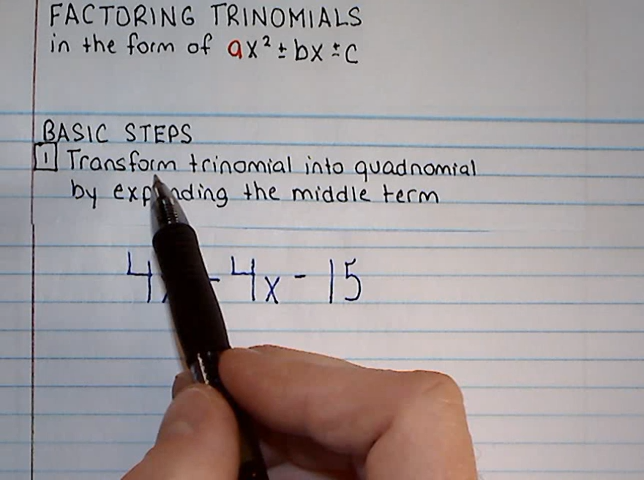 FACTORING TRINOMIALS
in the form of ax² ± bx ± c
BASIC STEPS
1 Transform trinomial into quadnomial
by the middle term
4x - 4x - 15